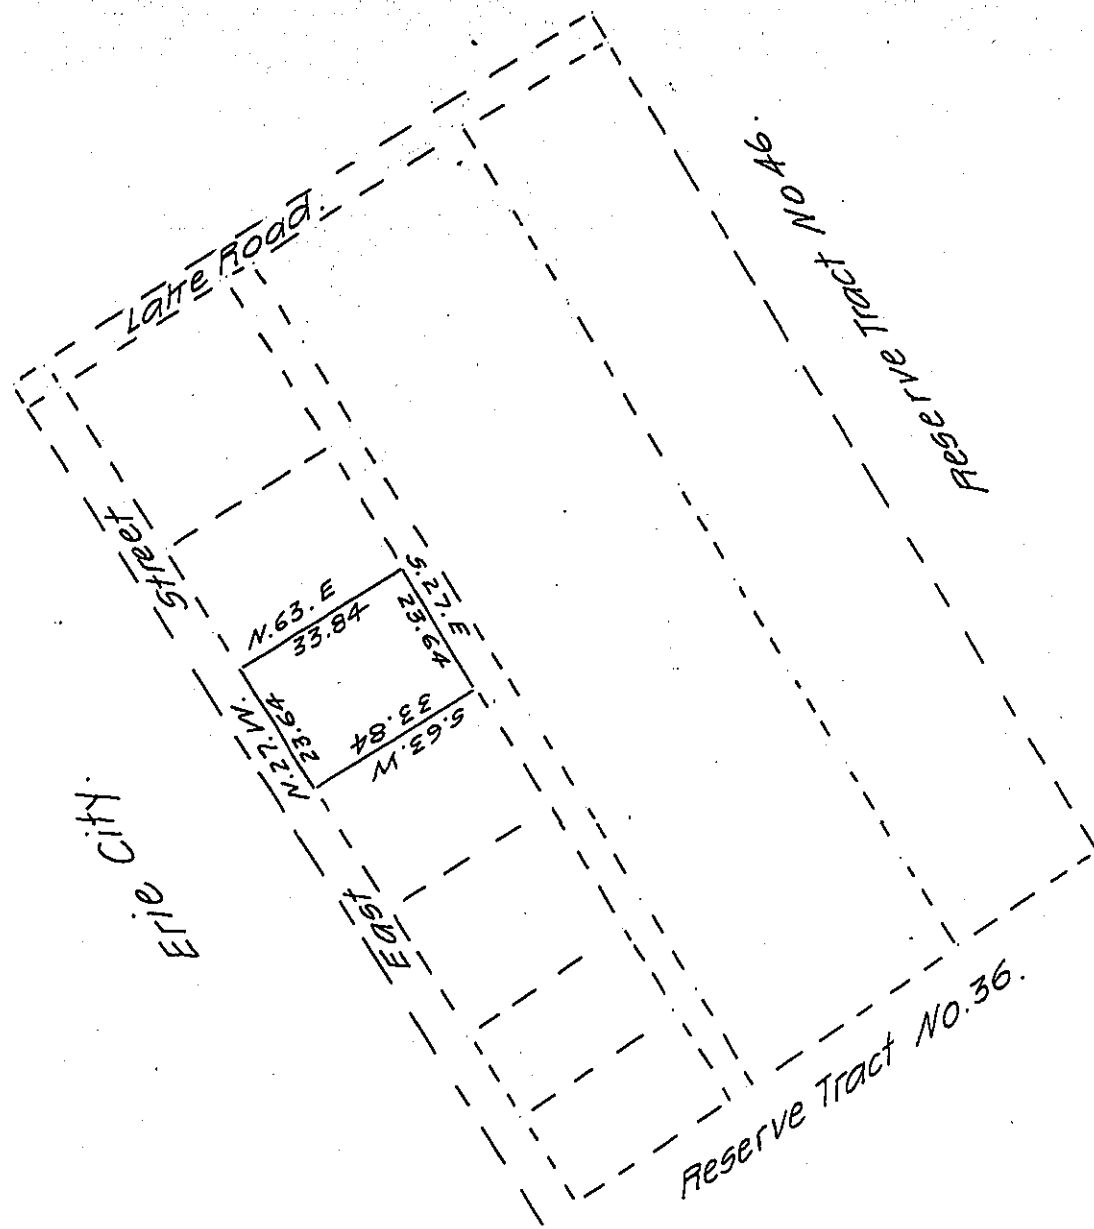 Lake Road.
Reserve Tract No 46.
Street
N.63. E
33.84
S.27. E
23.64
S.63. W
33.84
N.27. W.
23.64
East
Erie City.
Reserve Tract No. 36.